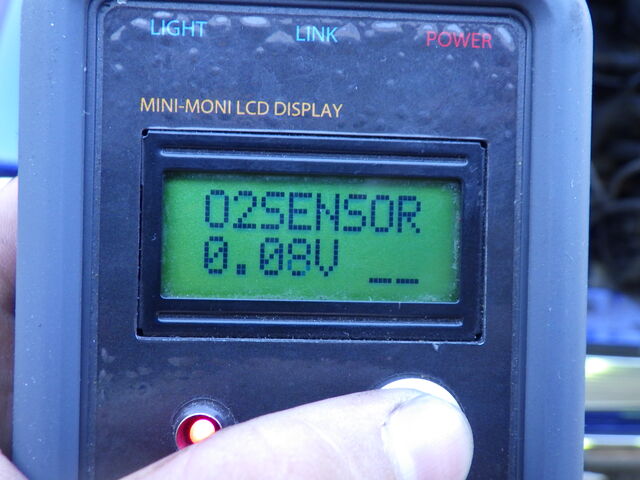 LIGHT LINK POWER
MINI-MONI LCD DISPLAY
O2SENSOR
0.08V __